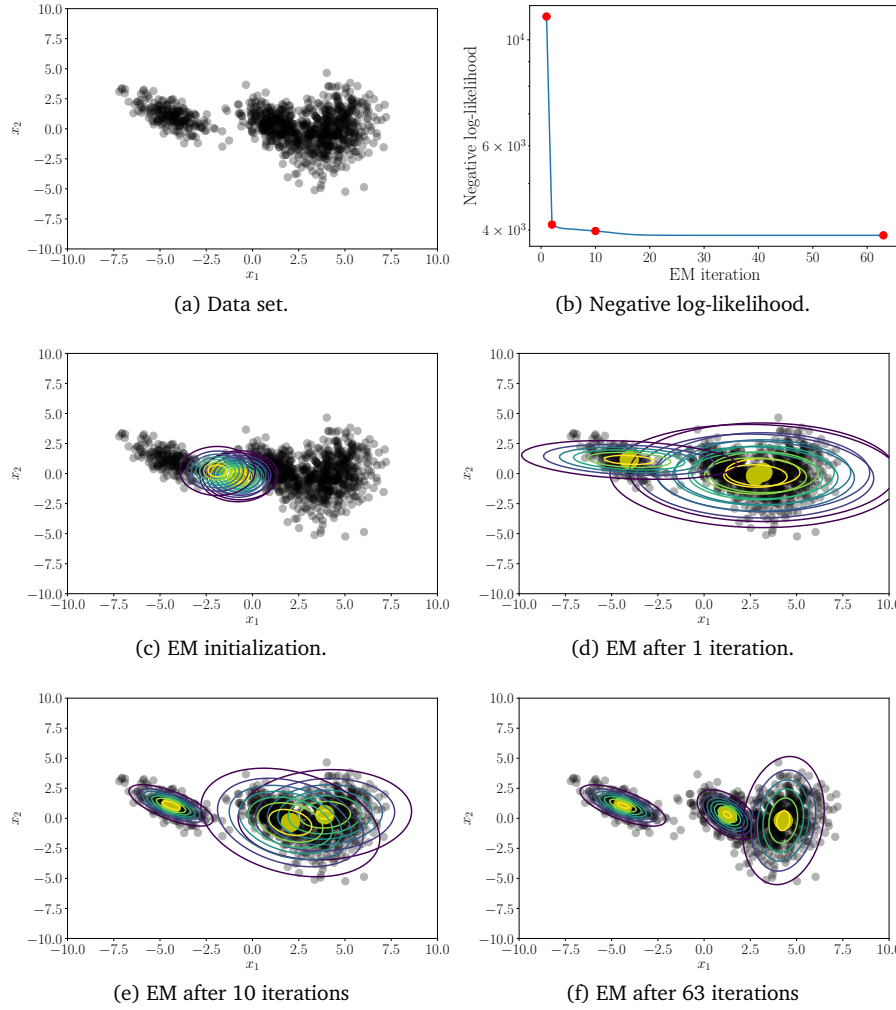 10.0
7.5
5.0
2.5
0.0
−2.5
−5.0
−7.5
−10.0
x₂
−10.0 −7.5 −5.0 −2.5 0.0 2.5 5.0 7.5 10.0
x₁
(a) Data set.
10⁴
6 × 10³
4 × 10³
Negative log-likelihood
0 10 20 30 40 50 60
EM iteration
(b) Negative log-likelihood.
10.0
7.5
5.0
2.5
0.0
−2.5
−5.0
−7.5
−10.0
x₂
−10.0 −7.5 −5.0 −2.5 0.0 2.5 5.0 7.5 10.0
x₁
(c) EM initialization.
10.0
7.5
5.0
2.5
0.0
−2.5
−5.0
−7.5
−10.0
x₂
−10.0 −7.5 −5.0 −2.5 0.0 2.5 5.0 7.5 10.0
x₁
(d) EM after 1 iteration.
10.0
7.5
5.0
2.5
0.0
−2.5
−5.0
−7.5
−10.0
x₂
−10.0 −7.5 −5.0 −2.5 0.0 2.5 5.0 7.5 10.0
x₁
(e) EM after 10 iterations
10.0
7.5
5.0
2.5
0.0
−2.5
−5.0
−7.5
−10.0
x₂
−10.0 −7.5 −5.0 −2.5 0.0 2.5 5.0 7.5 10.0
x₁
(f) EM after 63 iterations